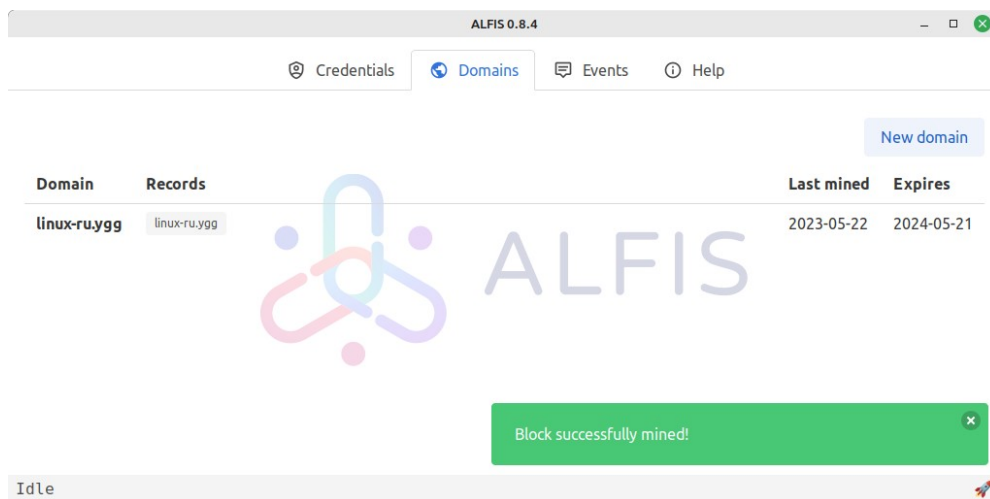 ALFIS 0.8.4
Credentials Domains Events Help
New domain
Domain Records Last mined Expires
linux-ru.ygg linux-ru.ygg 2023-05-22 2024-05-21
ALFIS
Block successfully mined!
Idle